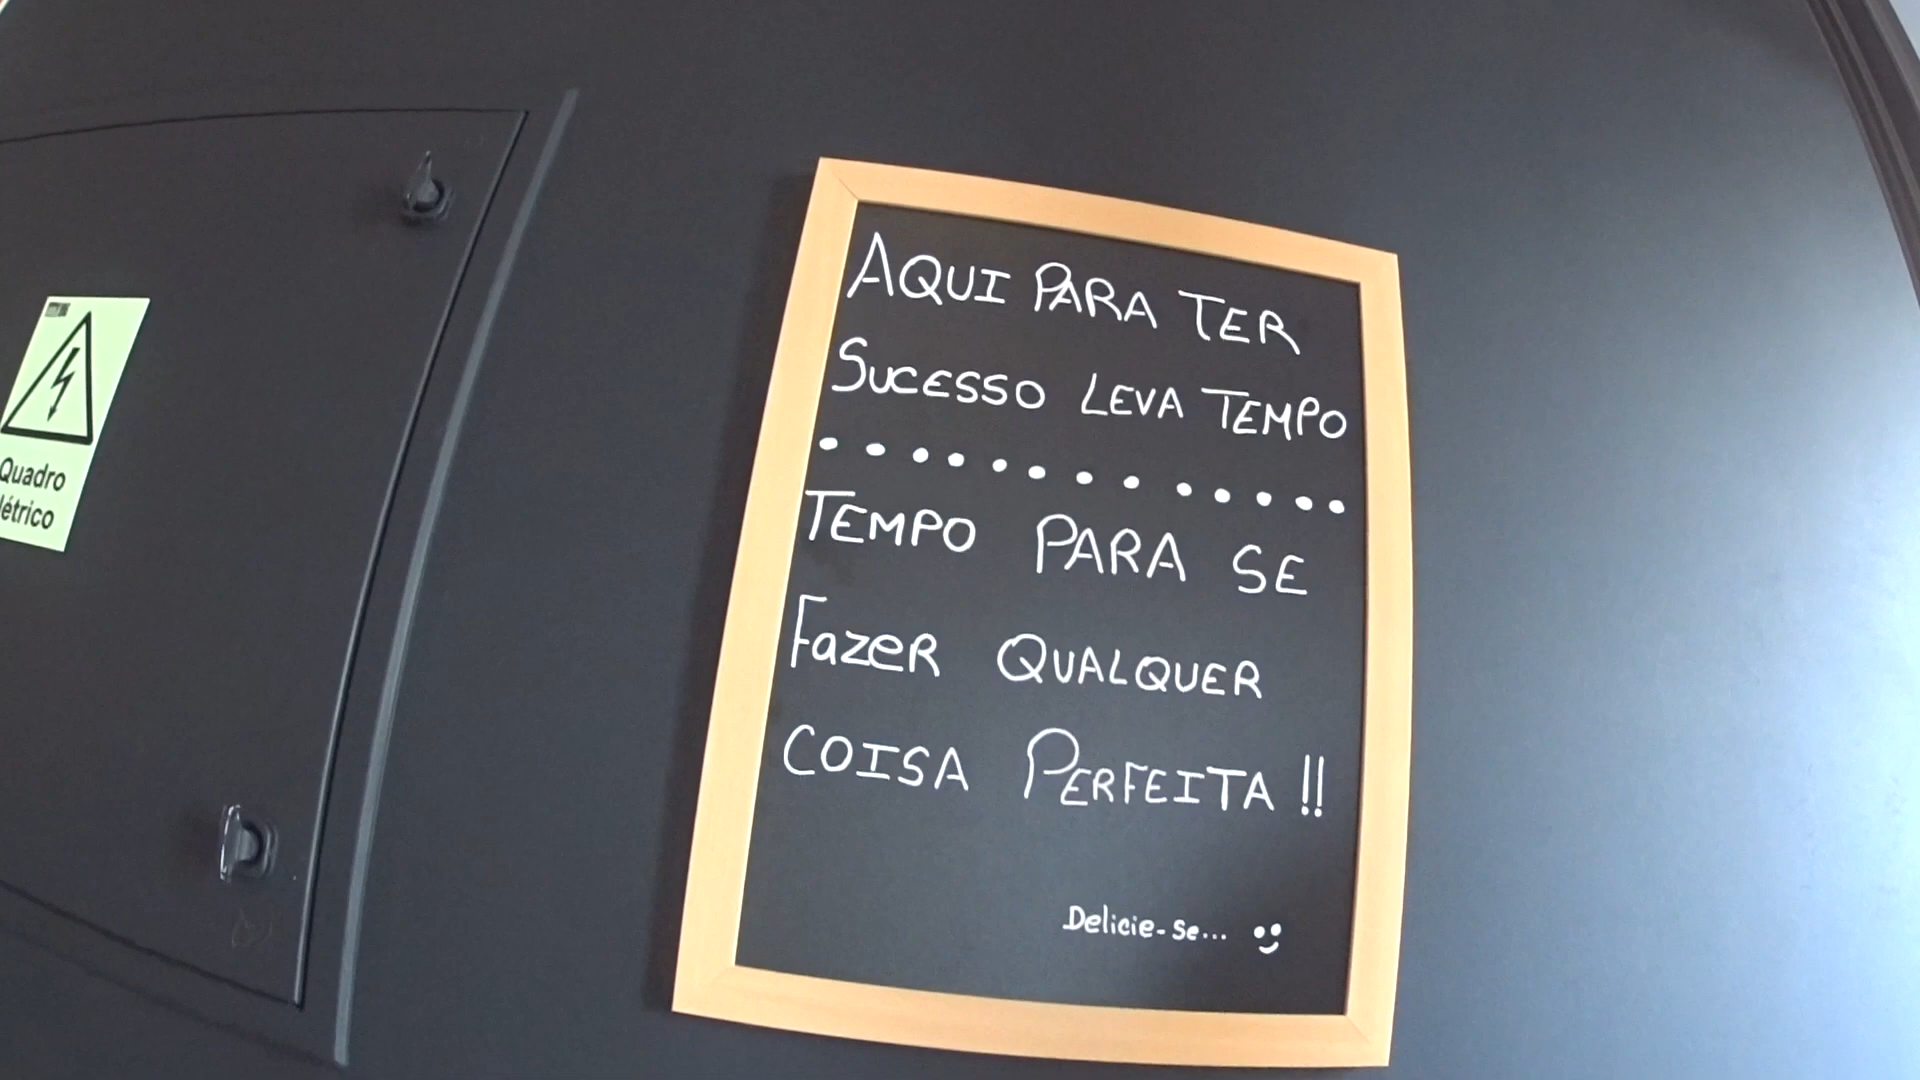 Quadro
létrico
AQUI PARA TER
SUCESSO LEVA TEMPO
. . . . . . . . . . . . .
TEMPO PARA SE
FazeR QUALQUER
COISA PERFEITA !!
Delicie-se...